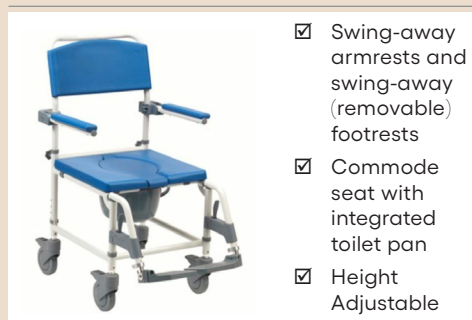 ☑ Swing-away
armrests and
swing-away
(removable)
footrests
☑ Commode
seat with
integrated
toilet pan
☑ Height
Adjustable